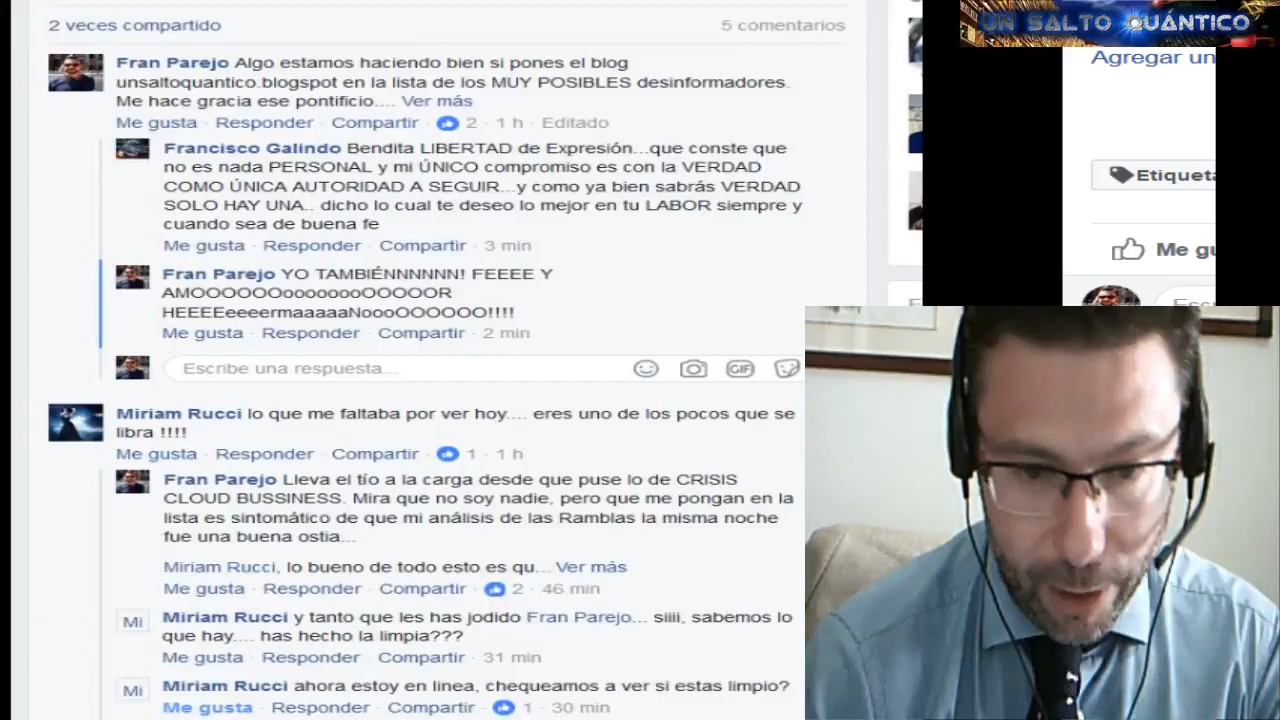 2 veces compartido 5 comentarios
UN SALTO QUÁNTICO
Agregar un
Fran Parejo Algo estamos haciendo bien si pones el blog
unsaltoquantico.blogspot en la lista de los MUY POSIBLES desinformadores.
Me hace gracia ese pontificio.... Ver más
Me gusta · Responder · Compartir · 2 · 1 h · Editado
Francisco Galindo Bendita LIBERTAD de Expresión...que conste que
no es nada PERSONAL y mi ÚNICO compromiso es con la VERDAD
COMO ÚNICA AUTORIDAD A SEGUIR...y como ya bien sabrás VERDAD
SOLO HAY UNA.. dicho lo cual te deseo lo mejor en tu LABOR siempre y
cuando sea de buena fe
Me gusta · Responder · Compartir · 3 min
Etiqueta
Me gu
Fran Parejo YO TAMBIÉNNNNNN! FEEEE Y
AMOOOOOOooooooooOOOOOR
HEEEEeeeermaaaaaNoooOOOOOO!!!!
Me gusta · Responder · Compartir · 2 min
Escribe una respuesta...
GIF
Miriam Rucci lo que me faltaba por ver hoy.... eres uno de los pocos que se
libra !!!!
Me gusta · Responder · Compartir · 1 · 1 h
Fran Parejo Lleva el tío a la carga desde que puse lo de CRISIS
CLOUD BUSSINESS. Mira que no soy nadie, pero que me pongan en la
lista es sintomático de que mi análisis de las Ramblas la misma noche
fue una buena ostia...
Miriam Rucci, lo bueno de todo esto es qu... Ver más
Me gusta · Responder · Compartir · 2 · 46 min
Mi
Miriam Rucci y tanto que les has jodido Fran Parejo... siiii, sabemos lo
que hay.... has hecho la limpia???
Me gusta · Responder · Compartir · 31 min
Mi
Miriam Rucci ahora estoy en linea, chequeamos a ver si estas limpio?
Me gusta · Responder · Compartir · 1 · 30 min